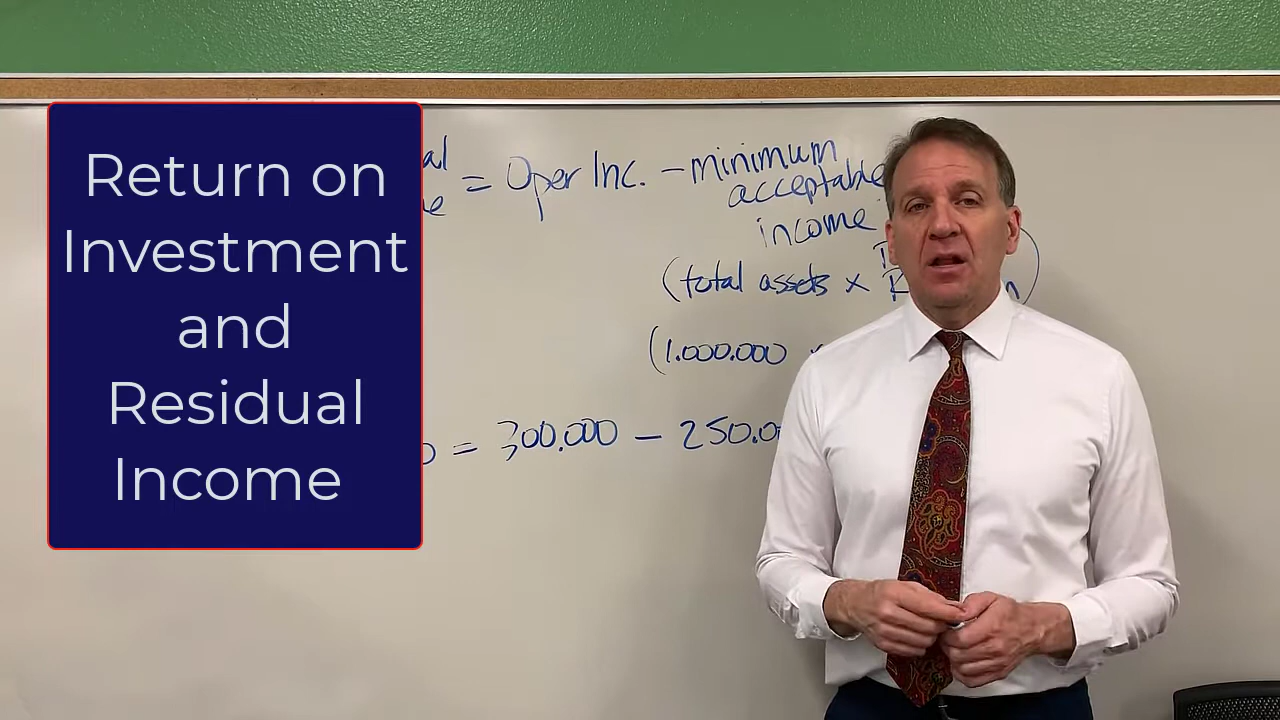 Return on
Investment
and
Residual
Income
al = Oper Inc. – minimum
acceptable
income
(total assets x
(1.000.000
= 300.000 – 250.0